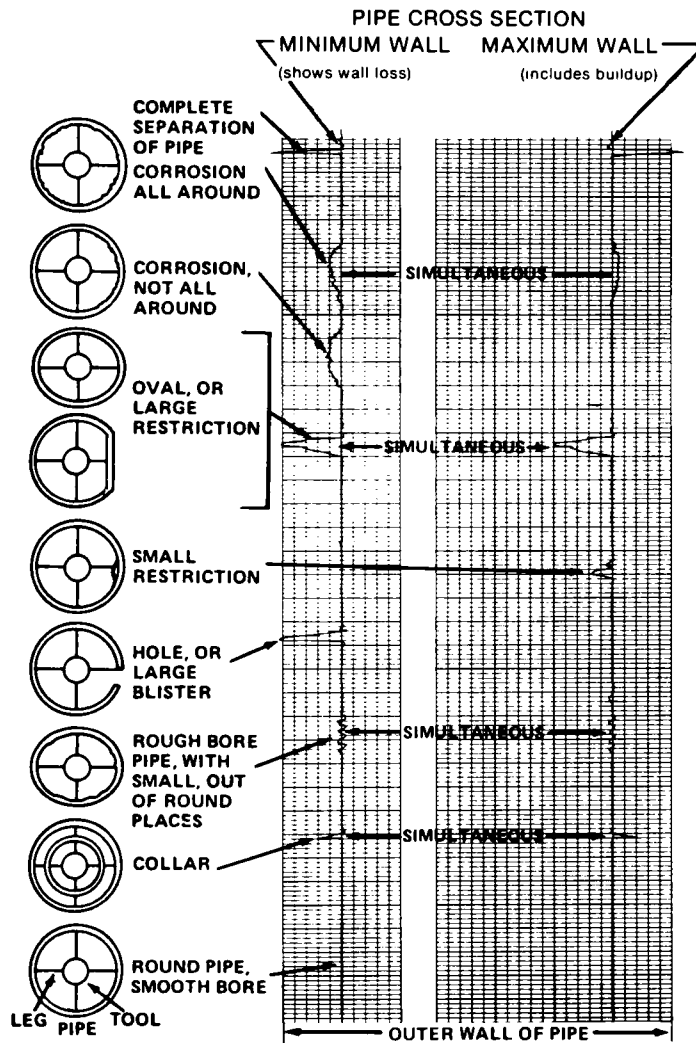 PIPE CROSS SECTION
MINIMUM WALL
(shows wall loss)
MAXIMUM WALL
(includes buildup)
COMPLETE
SEPARATION
OF PIPE
CORROSION
ALL AROUND
SIMULTANEOUS
CORROSION,
NOT ALL
AROUND
OVAL, OR
LARGE
RESTRICTION
SIMULTANEOUS
SMALL
RESTRICTION
HOLE, OR
LARGE
BLISTER
ROUGH BORE
PIPE, WITH
SMALL, OUT
OF ROUND
PLACES
SIMULTANEOUS
COLLAR
SIMULTANEOUS
ROUND PIPE,
SMOOTH BORE
LEG PIPE TOOL
OUTER WALL OF PIPE